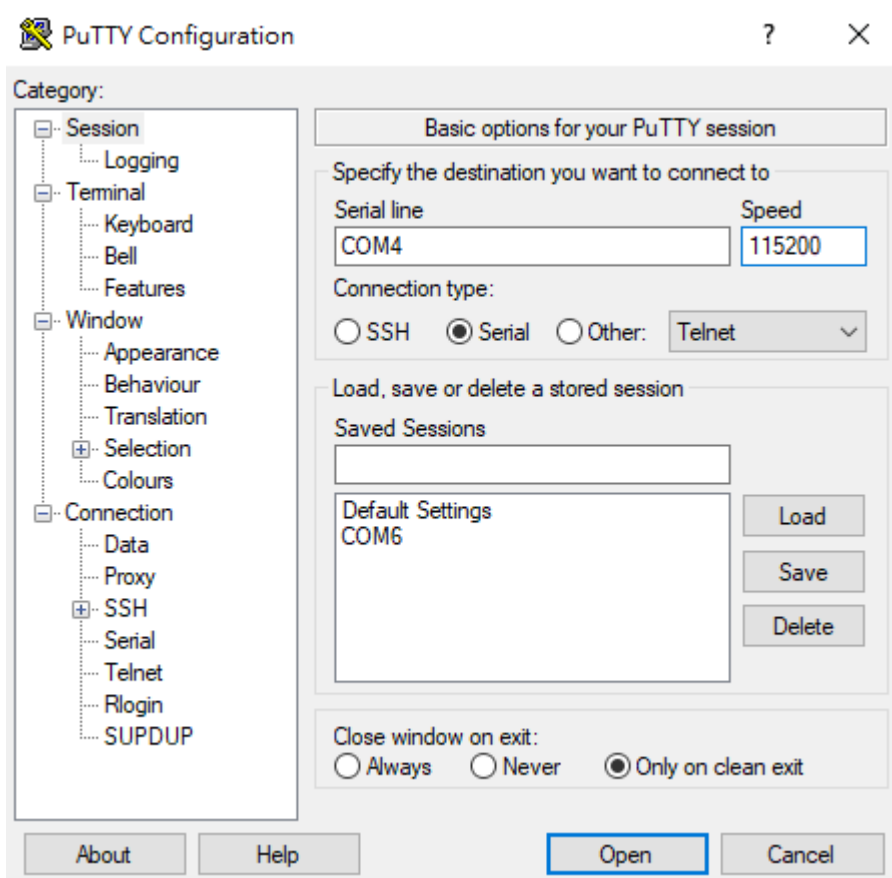 PuTTY Configuration
?
Category:
Session
Logging
Terminal
Keyboard
Bell
Features
Window
Appearance
Behaviour
Translation
Selection
Colours
Connection
Data
Proxy
SSH
Serial
Telnet
Rlogin
SUPDUP
Basic options for your PuTTY session
Specify the destination you want to connect to
Serial line Speed
COM4 115200
Connection type:
SSH Serial Other: Telnet
Load, save or delete a stored session
Saved Sessions
Default Settings
COM6
Load
Save
Delete
Close window on exit:
Always Never Only on clean exit
About Help Open Cancel